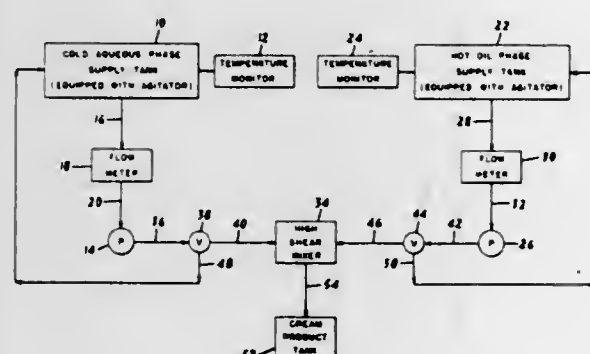 10
COLD AQUEOUS PHASE
SUPPLY TANK
(EQUIPPED WITH AGITATOR)
12
TEMPERATURE
MONITOR
24
TEMPERATURE
MONITOR
22
HOT OIL PHASE
SUPPLY TANK
(EQUIPPED WITH AGITATOR)
16
28
18
FLOW
METER
FLOW
METER
30
20
32
14
P
36
38
V
40
34
HIGH
SHEAR
MIXER
46
44
V
42
P
26
48
50
54
CREAM
PRODUCT
TANK
52